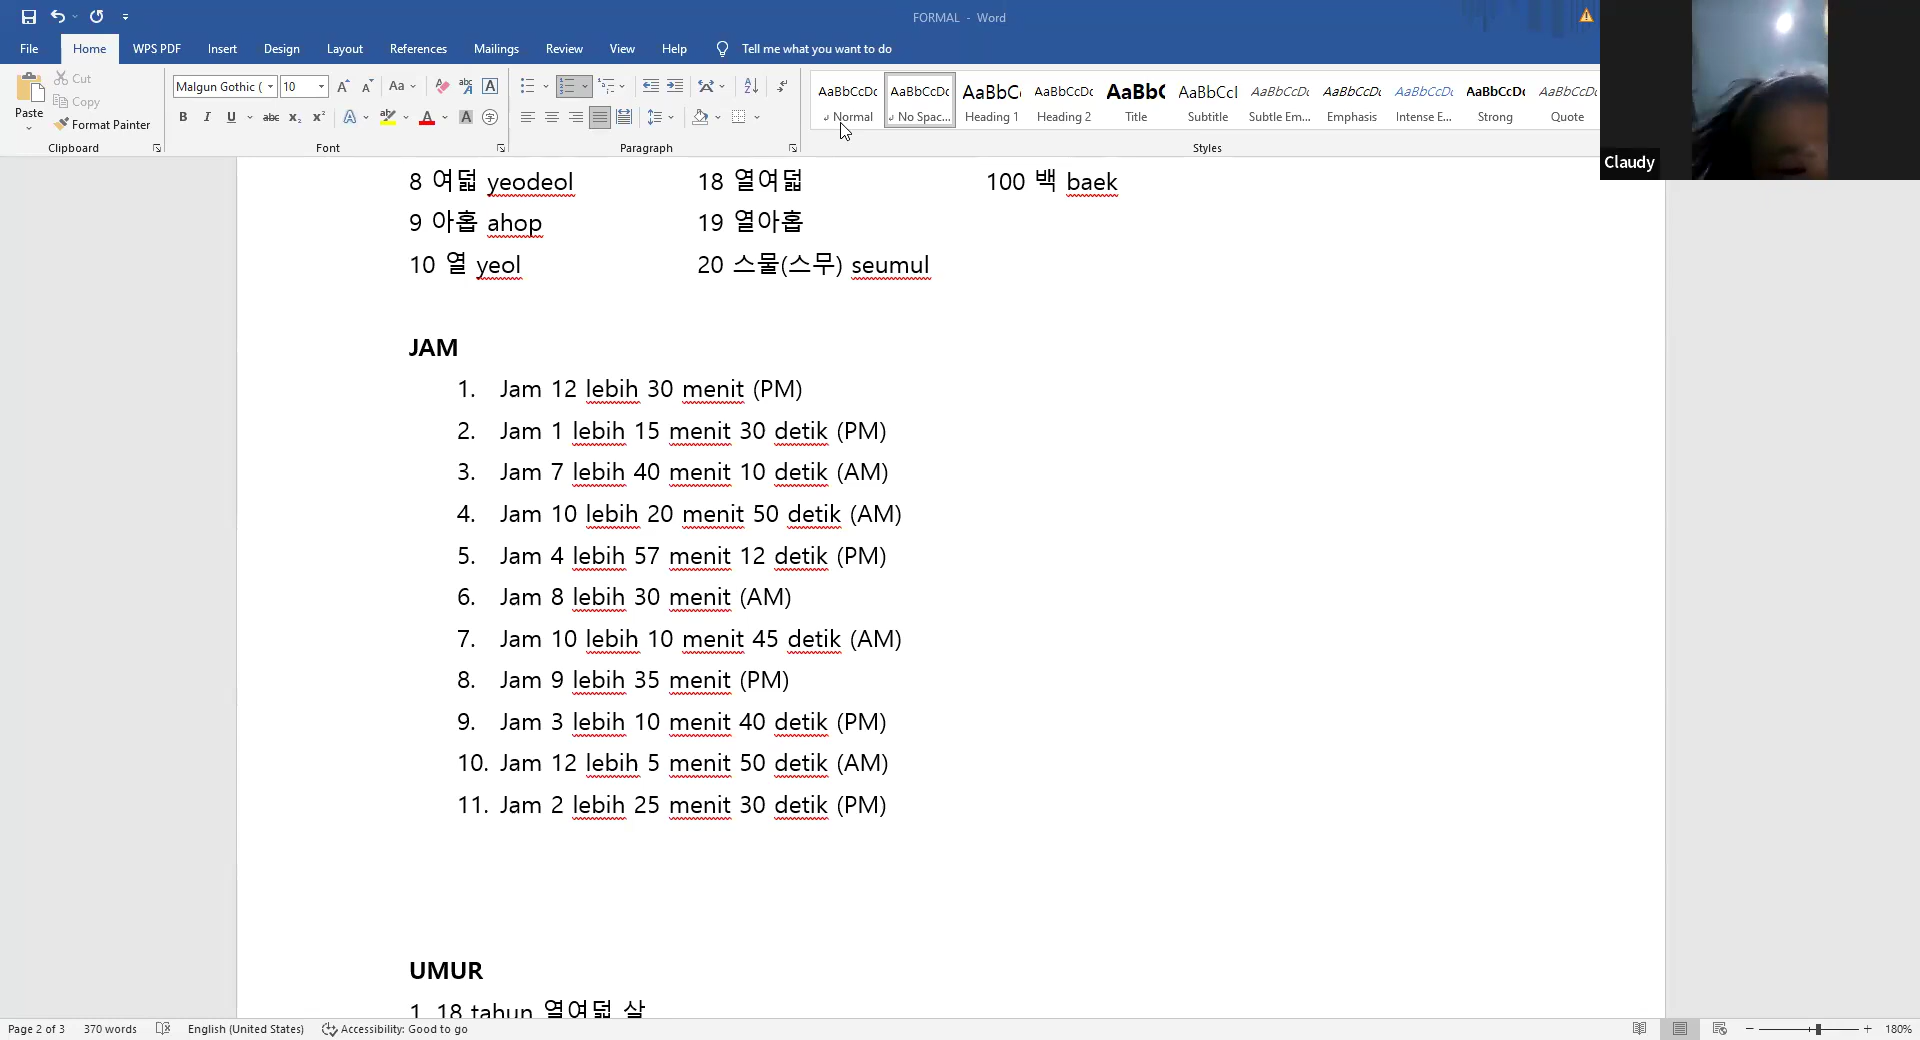 FORMAL - Word
File Home WPS PDF Insert Design Layout References Mailings Review View Help Tell me what you want to do
Paste
Cut
Copy
Format Painter
Clipboard
Malgun Gothic ( 10
Font
Paragraph
AaBbCcDc Normal
AaBbCcDc No Spac...
AaBbC Heading 1
AaBbCcDc Heading 2
AaBb Title
AaBbCcl Subtitle
AaBbCcDc Subtle Em...
AaBbCcDc Emphasis
AaBbCcDc Intense E...
AaBbCcDc Strong
AaBbCcDc Quote
Styles
Claudy
8 여덟 yeodeol 18 열여덟 100 백 baek
9 아홉 ahop 19 열아홉
10 열 yeol 20 스물(스무) seumul
JAM
1. Jam 12 lebih 30 menit (PM)
2. Jam 1 lebih 15 menit 30 detik (PM)
3. Jam 7 lebih 40 menit 10 detik (AM)
4. Jam 10 lebih 20 menit 50 detik (AM)
5. Jam 4 lebih 57 menit 12 detik (PM)
6. Jam 8 lebih 30 menit (AM)
7. Jam 10 lebih 10 menit 45 detik (AM)
8. Jam 9 lebih 35 menit (PM)
9. Jam 3 lebih 10 menit 40 detik (PM)
10. Jam 12 lebih 5 menit 50 detik (AM)
11. Jam 2 lebih 25 menit 30 detik (PM)
UMUR
1. 18 tahun 열여덟 살
Page 2 of 3 370 words English (United States) Accessibility: Good to go 180%